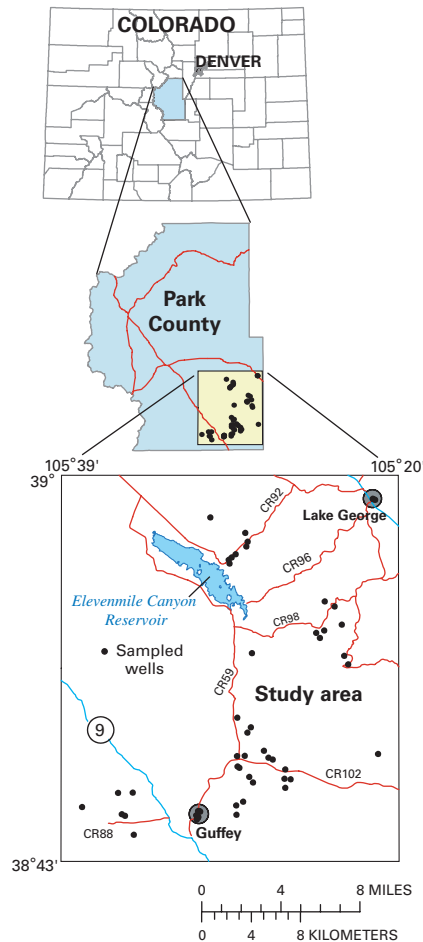 COLORADO
DENVER
Park
County
105°39'
105°20'
39°
CR92
Lake George
CR96
Elevenmile Canyon
Reservoir
CR98
Sampled
wells
CR59
Study area
9
CR102
CR88
Guffey
38°43'
0 4 8 MILES
0 4 8 KILOMETERS